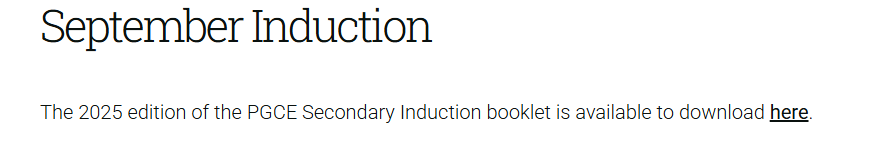 September Induction
The 2025 edition of the PGCE Secondary Induction booklet is available to download here.